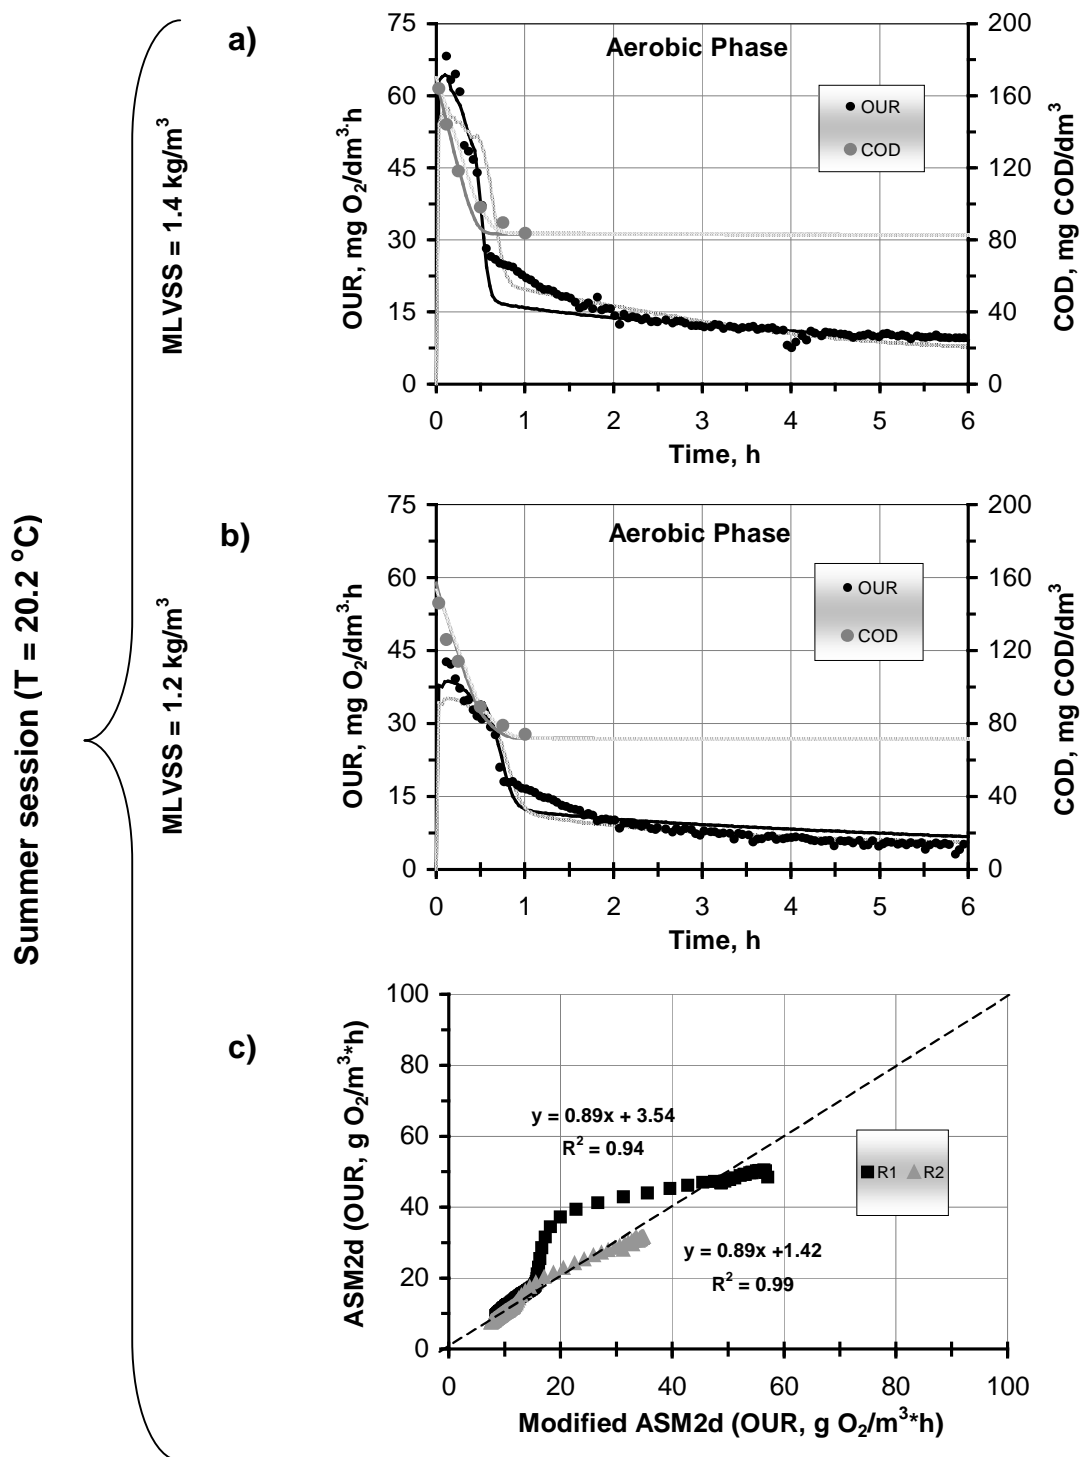 Summer session (T = 20.2 °C)
MLVSS = 1.4 kg/m³
a)
Aerobic Phase
OUR
COD
OUR, mg O₂/dm³·h
75
60
45
30
15
0
COD, mg COD/dm³
200
160
120
80
40
0
0 1 2 3 4 5 6
Time, h
MLVSS = 1.2 kg/m³
b)
Aerobic Phase
OUR
COD
OUR, mg O₂/dm³·h
75
60
45
30
15
0
COD, mg COD/dm³
200
160
120
80
40
0
0 1 2 3 4 5 6
Time, h
c)
ASM2d (OUR, g O₂/m³*h)
100
80
60
40
20
0
y = 0.89x + 3.54
R² = 0.94
R1 R2
y = 0.89x +1.42
R² = 0.99
0 20 40 60 80 100
Modified ASM2d (OUR, g O₂/m³*h)